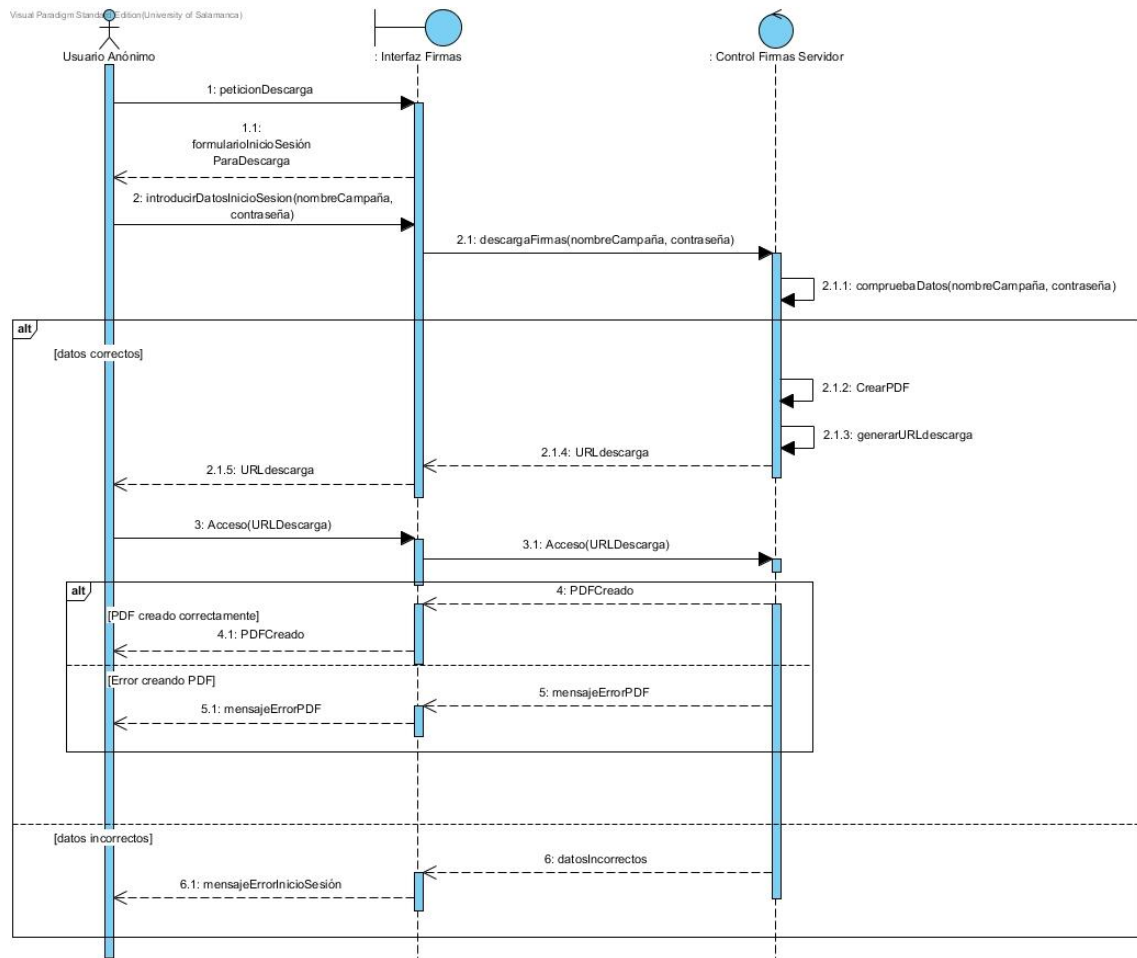 Visual Paradigm Standard Edition(University of Salamanca)
Usuario Anónimo
: Interfaz Firmas
: Control Firmas Servidor
1: peticionDescarga
1.1:
formularioInicioSesión
ParaDescarga
2: introducirDatosInicioSesion(nombreCampaña,
contraseña)
2.1: descargaFirmas(nombreCampaña, contraseña)
2.1.1: compruebaDatos(nombreCampaña, contraseña)
alt
[datos correctos]
2.1.2: CrearPDF
2.1.3: generarURLdescarga
2.1.4: URLdescarga
2.1.5: URLdescarga
3: Acceso(URLDescarga)
3.1: Acceso(URLDescarga)
alt
4: PDFCreado
[PDF creado correctamente]
4.1: PDFCreado
[Error creando PDF]
5: mensajeErrorPDF
5.1: mensajeErrorPDF
[datos incorrectos]
6: datosIncorrectos
6.1: mensajeErrorInicioSesión